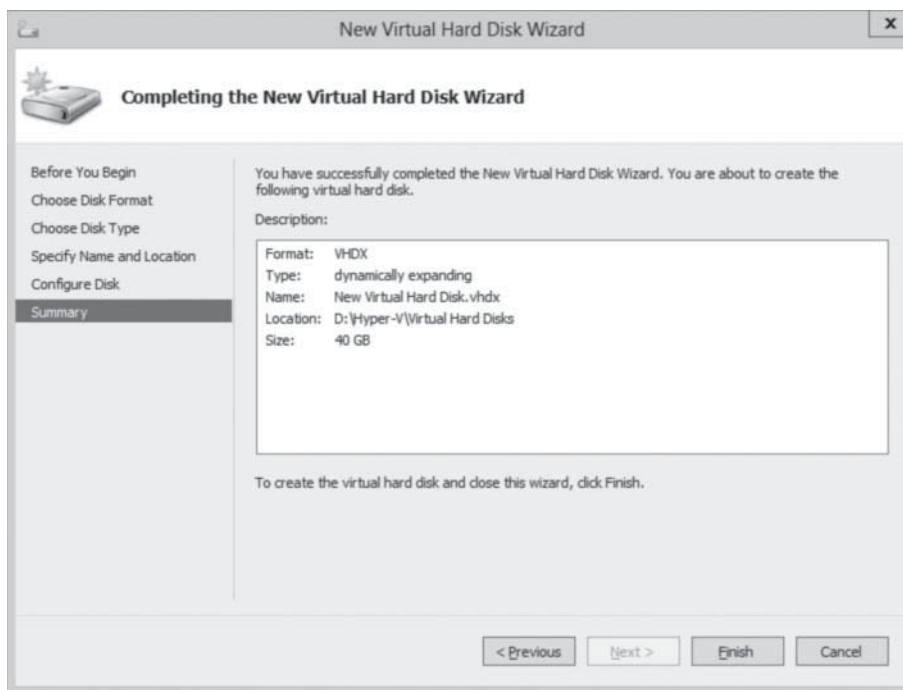 New Virtual Hard Disk Wizard
x
Completing the New Virtual Hard Disk Wizard
Before You Begin
Choose Disk Format
Choose Disk Type
Specify Name and Location
Configure Disk
Summary
You have successfully completed the New Virtual Hard Disk Wizard. You are about to create the
following virtual hard disk.
Description:
Format: VHDX
Type: dynamically expanding
Name: New Virtual Hard Disk.vhdx
Location: D:\Hyper-V\Virtual Hard Disks
Size: 40 GB
To create the virtual hard disk and close this wizard, click Finish.
< Previous
Next >
Finish
Cancel